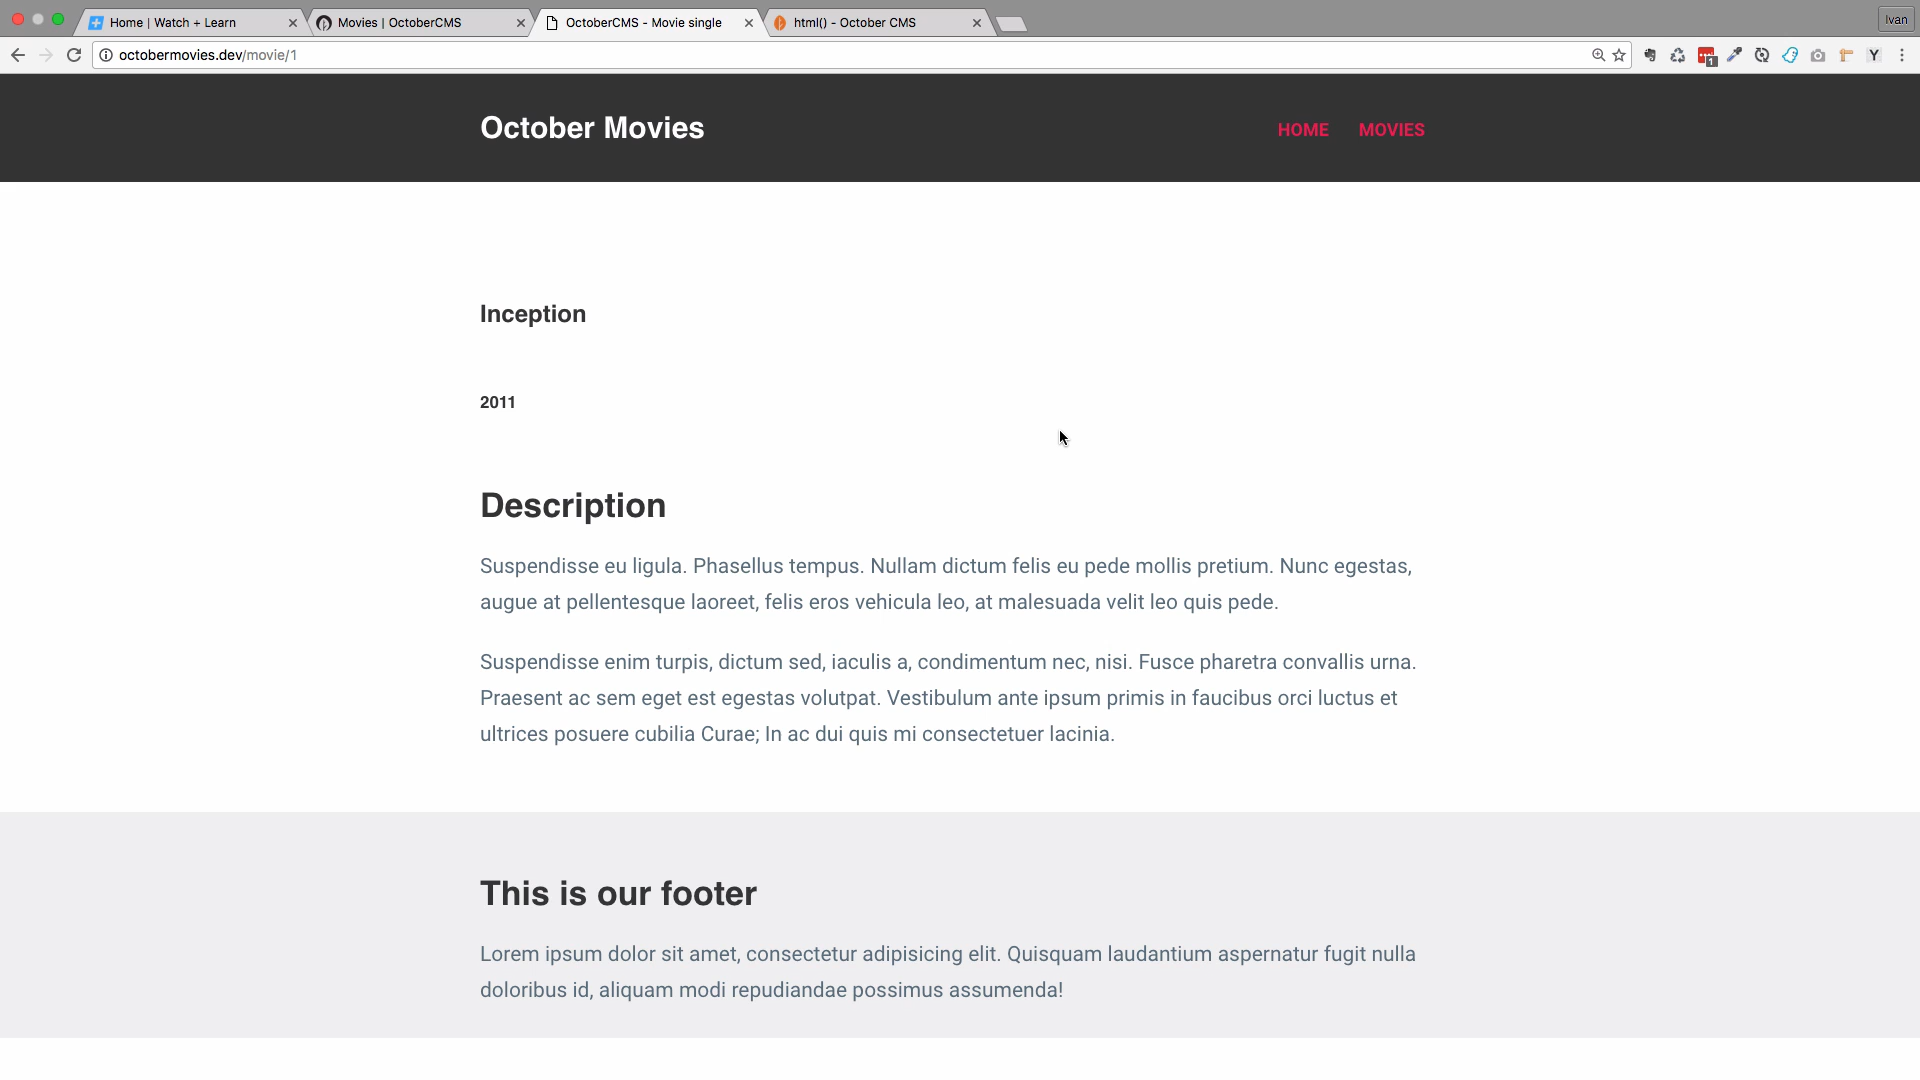 Home | Watch + Learn
Movies | OctoberCMS
OctoberCMS - Movie single
html() - October CMS
Ivan
octobermovies.dev/movie/1
1
Y
October Movies
HOME
MOVIES
Inception
2011
Description
Suspendisse eu ligula. Phasellus tempus. Nullam dictum felis eu pede mollis pretium. Nunc egestas,
augue at pellentesque laoreet, felis eros vehicula leo, at malesuada velit leo quis pede.
Suspendisse enim turpis, dictum sed, iaculis a, condimentum nec, nisi. Fusce pharetra convallis urna.
Praesent ac sem eget est egestas volutpat. Vestibulum ante ipsum primis in faucibus orci luctus et
ultrices posuere cubilia Curae; In ac dui quis mi consectetuer lacinia.
This is our footer
Lorem ipsum dolor sit amet, consectetur adipisicing elit. Quisquam laudantium aspernatur fugit nulla
doloribus id, aliquam modi repudiandae possimus assumenda!